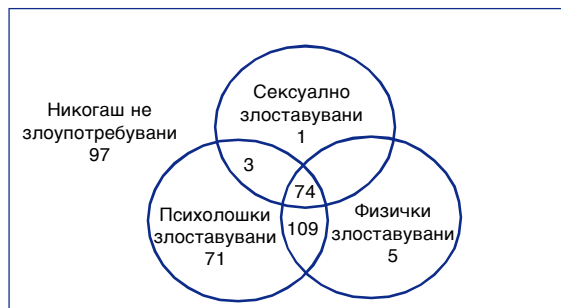 Сексуално
злоставувани
1
Никогаш не
злоупотребувани
97
3
74
Психолошки
злоставувани
71
109
Физички
злоставувани
5